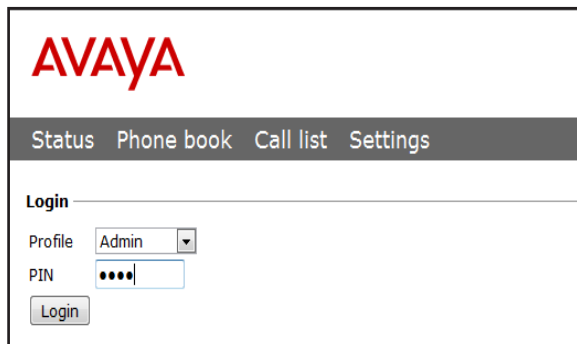 AVAYA
Status Phone book Call list Settings
Login
Profile Admin
PIN ••••
Login